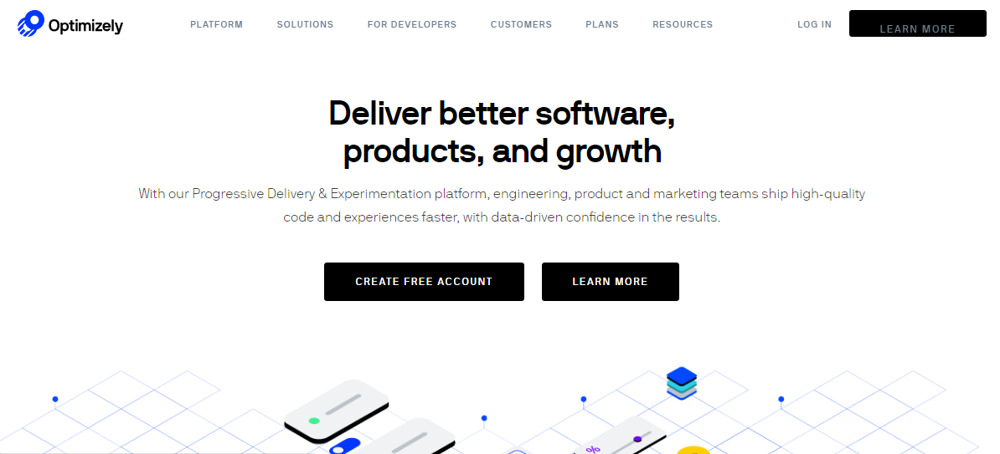 Optimizely
PLATFORM SOLUTIONS FOR DEVELOPERS CUSTOMERS PLANS RESOURCES LOG IN LEARN MORE
Deliver better software,
products, and growth
With our Progressive Delivery & Experimentation platform, engineering, product and marketing teams ship high-quality
code and experiences faster, with data-driven confidence in the results.
CREATE FREE ACCOUNT LEARN MORE
%